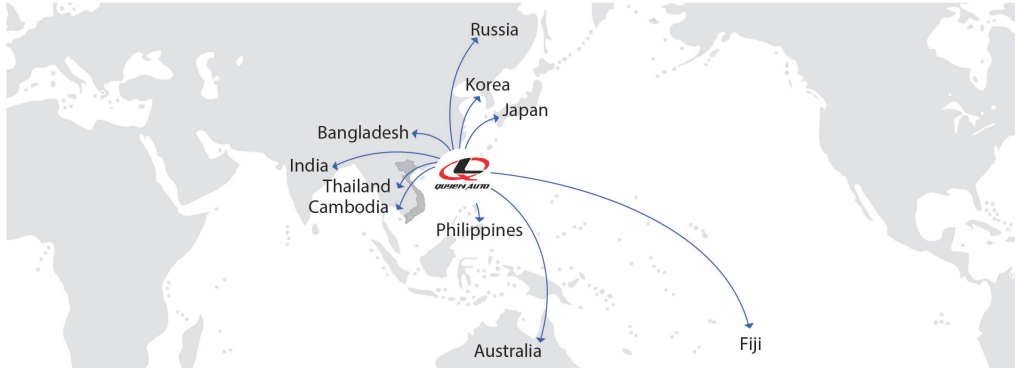 Russia
Korea
Japan
Bangladesh
India
Thailand
Cambodia
QUYEN AUTO
Philippines
Australia
Fiji